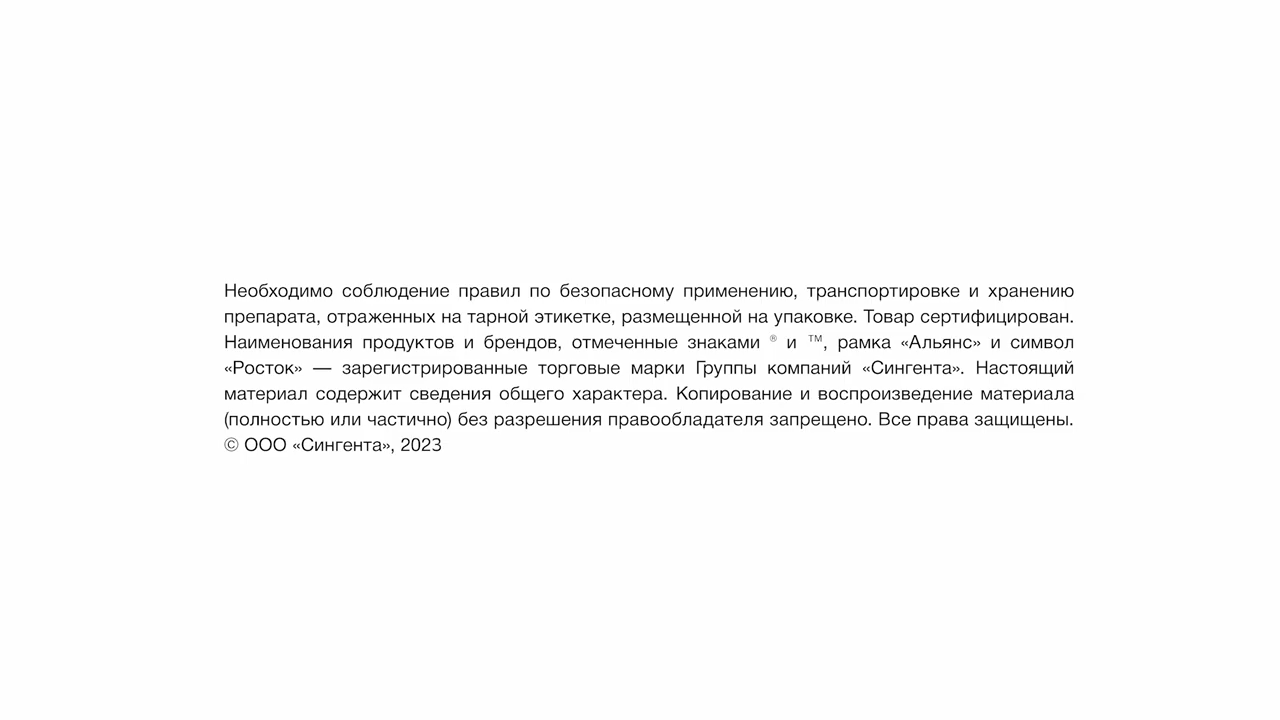 Необходимо соблюдение правил по безопасному применению, транспортировке и хранению
препарата, отраженных на тарной этикетке, размещенной на упаковке. Товар сертифицирован.
Наименования продуктов и брендов, отмеченные знаками ® и ™, рамка «Альянс» и символ
«Росток» — зарегистрированные торговые марки Группы компаний «Сингента». Настоящий
материал содержит сведения общего характера. Копирование и воспроизведение материала
(полностью или частично) без разрешения правообладателя запрещено. Все права защищены.
© ООО «Сингента», 2023